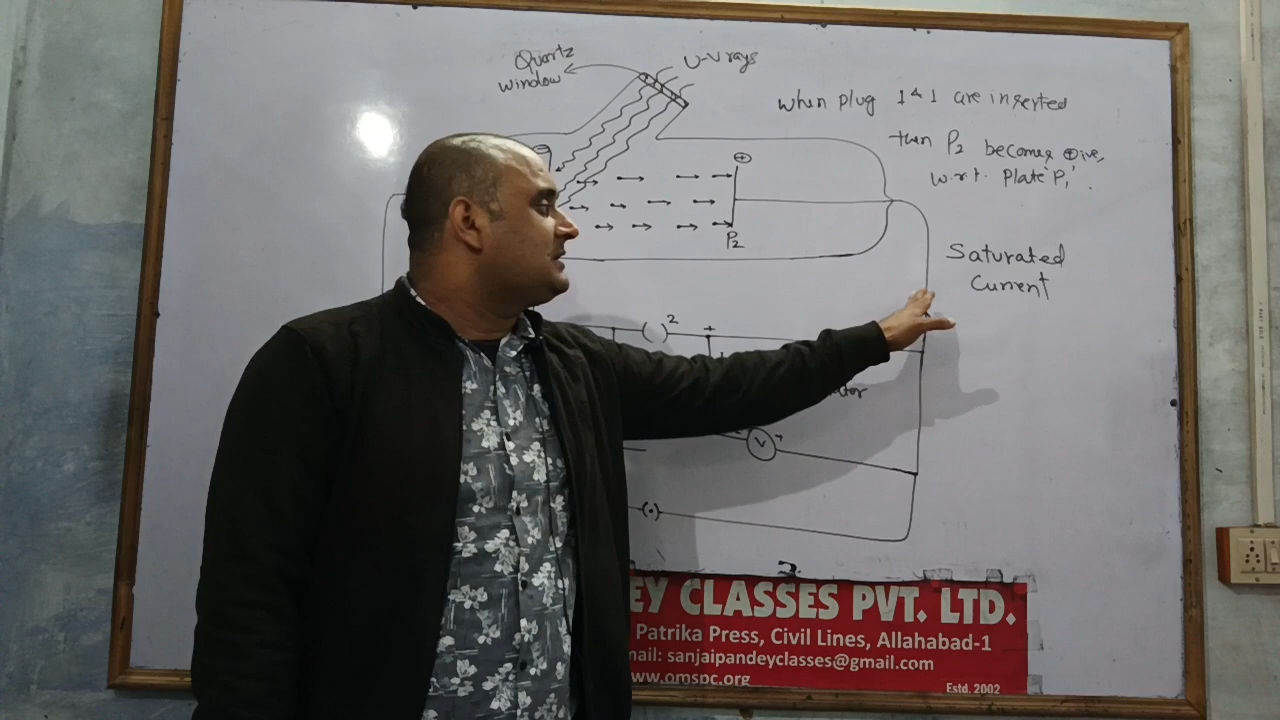 Quartz
window
U-V rays
When plug 1 & 1 are inserted
then P2 becomes ⊕ive,
w.r.t. Plate 'P1'.
+
P2
Saturated
Current
2
+
V
EY CLASSES PVT. LTD.
Patrika Press, Civil Lines, Allahabad-1
mail: sanjaipandeyclasses@gmail.com
ww.omspc.org
Estd. 2002